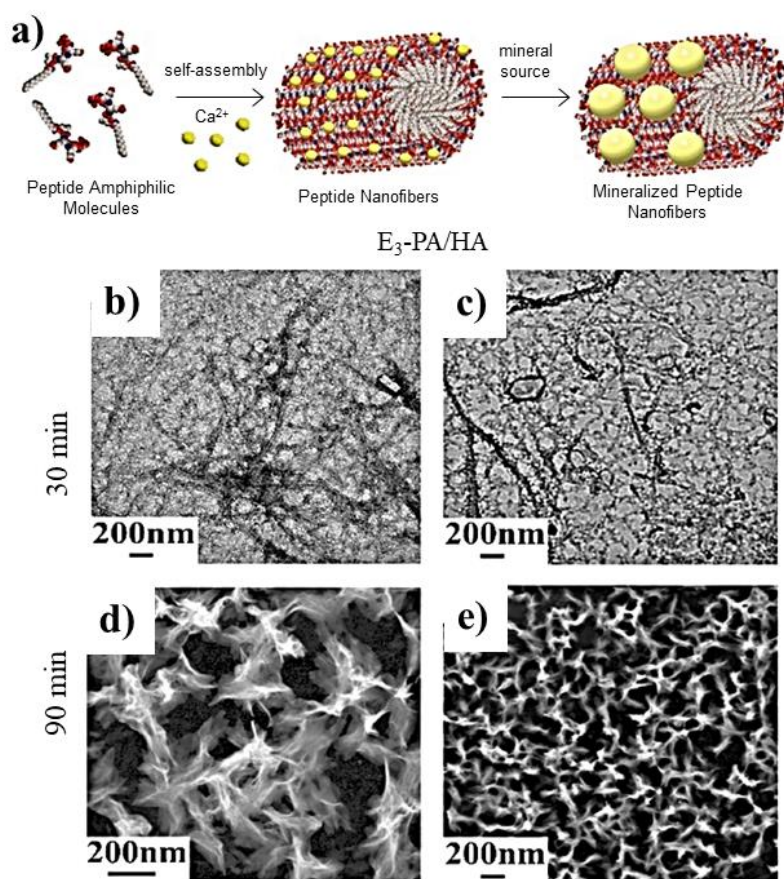 a)
self-assembly
Ca²⁺
mineral
source
Peptide Amphiphilic
Molecules
Peptide Nanofibers
Mineralized Peptide
Nanofibers
E₃-PA/HA
30 min
b)
200nm
c)
200nm
90 min
d)
200nm
e)
200nm